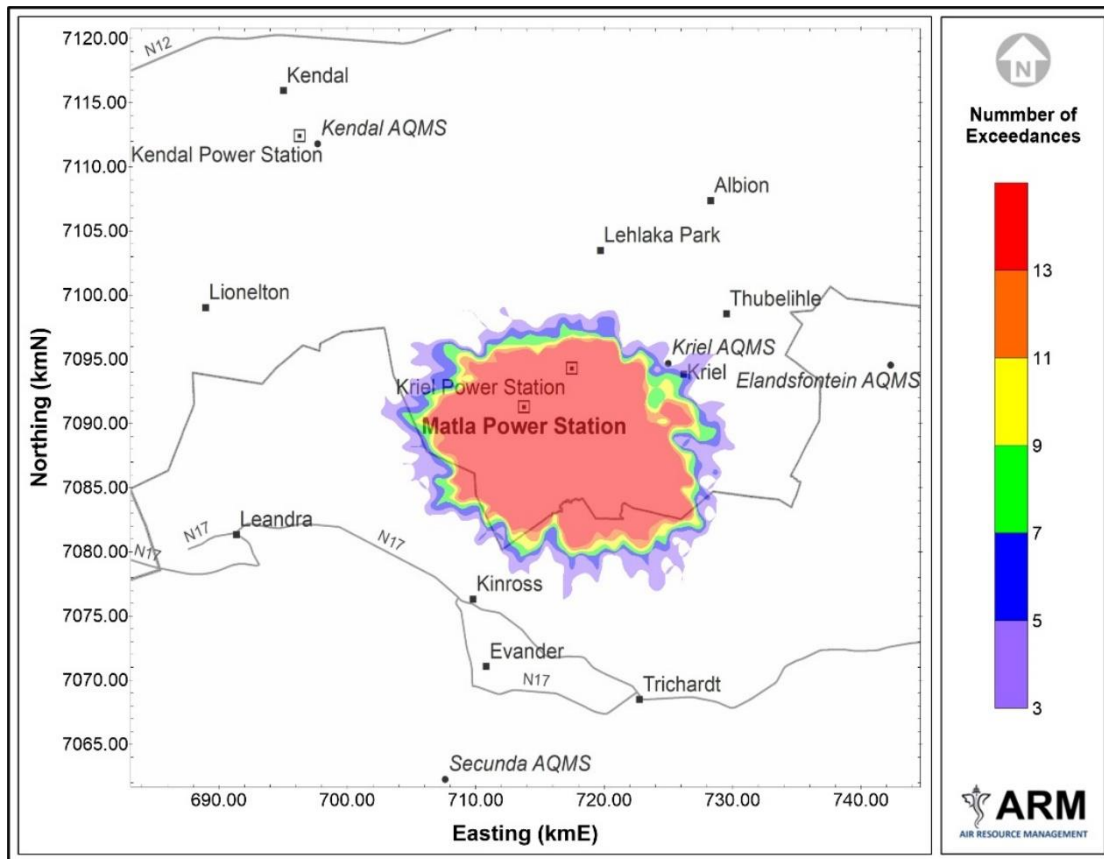 7120.00
7115.00
7110.00
7105.00
7100.00
7095.00
7090.00
7085.00
7080.00
7075.00
7070.00
7065.00
Northing (kmN)
N12
Kendal
Kendal AQMS
Kendal Power Station
Albion
Lehlaka Park
Lionelton
Thubelihle
Kriel AQMS
Kriel
Elandsfontein AQMS
Kriel Power Station
Matla Power Station
Leandra
N17
N17
N17
Kinross
Evander
N17
Trichardt
Secunda AQMS
690.00 700.00 710.00 720.00 730.00 740.00
Easting (kmE)
N
Nummber of
Exceedances
13
11
9
7
5
3
ARM
AIR RESOURCE MANAGEMENT